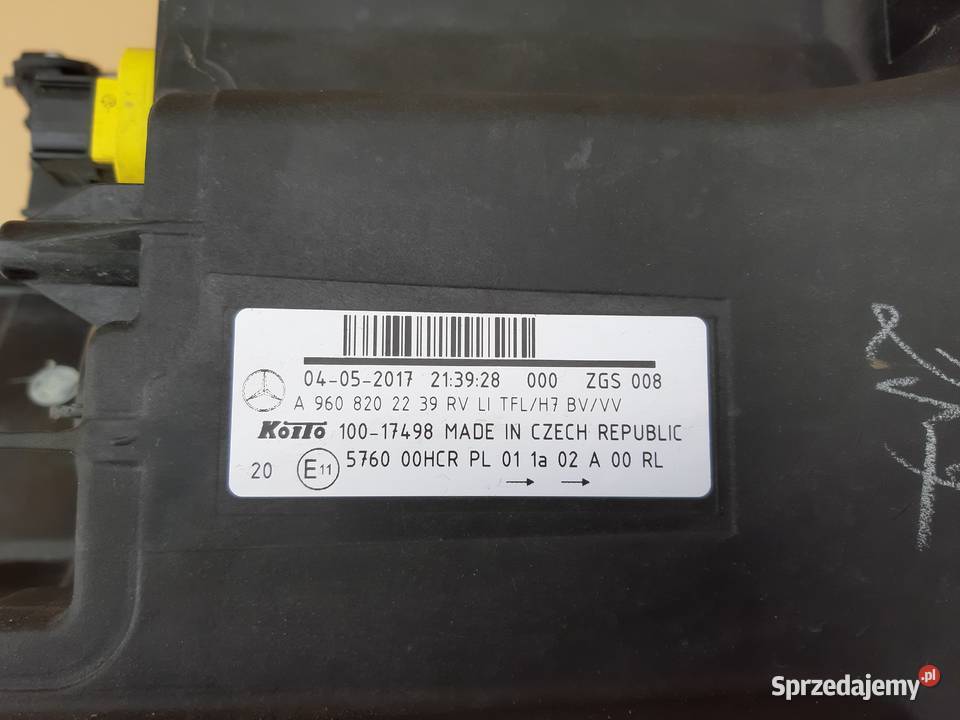 04-05-2017 21:39:28 000 ZGS 008
A 960 820 22 39 RV LI TFL/H7 BV/VV
KOITO 100-17498 MADE IN CZECH REPUBLIC
20 E11 5760 00HCR PL 01 1a 02 A 00 RL
Sprzedajemy.pl